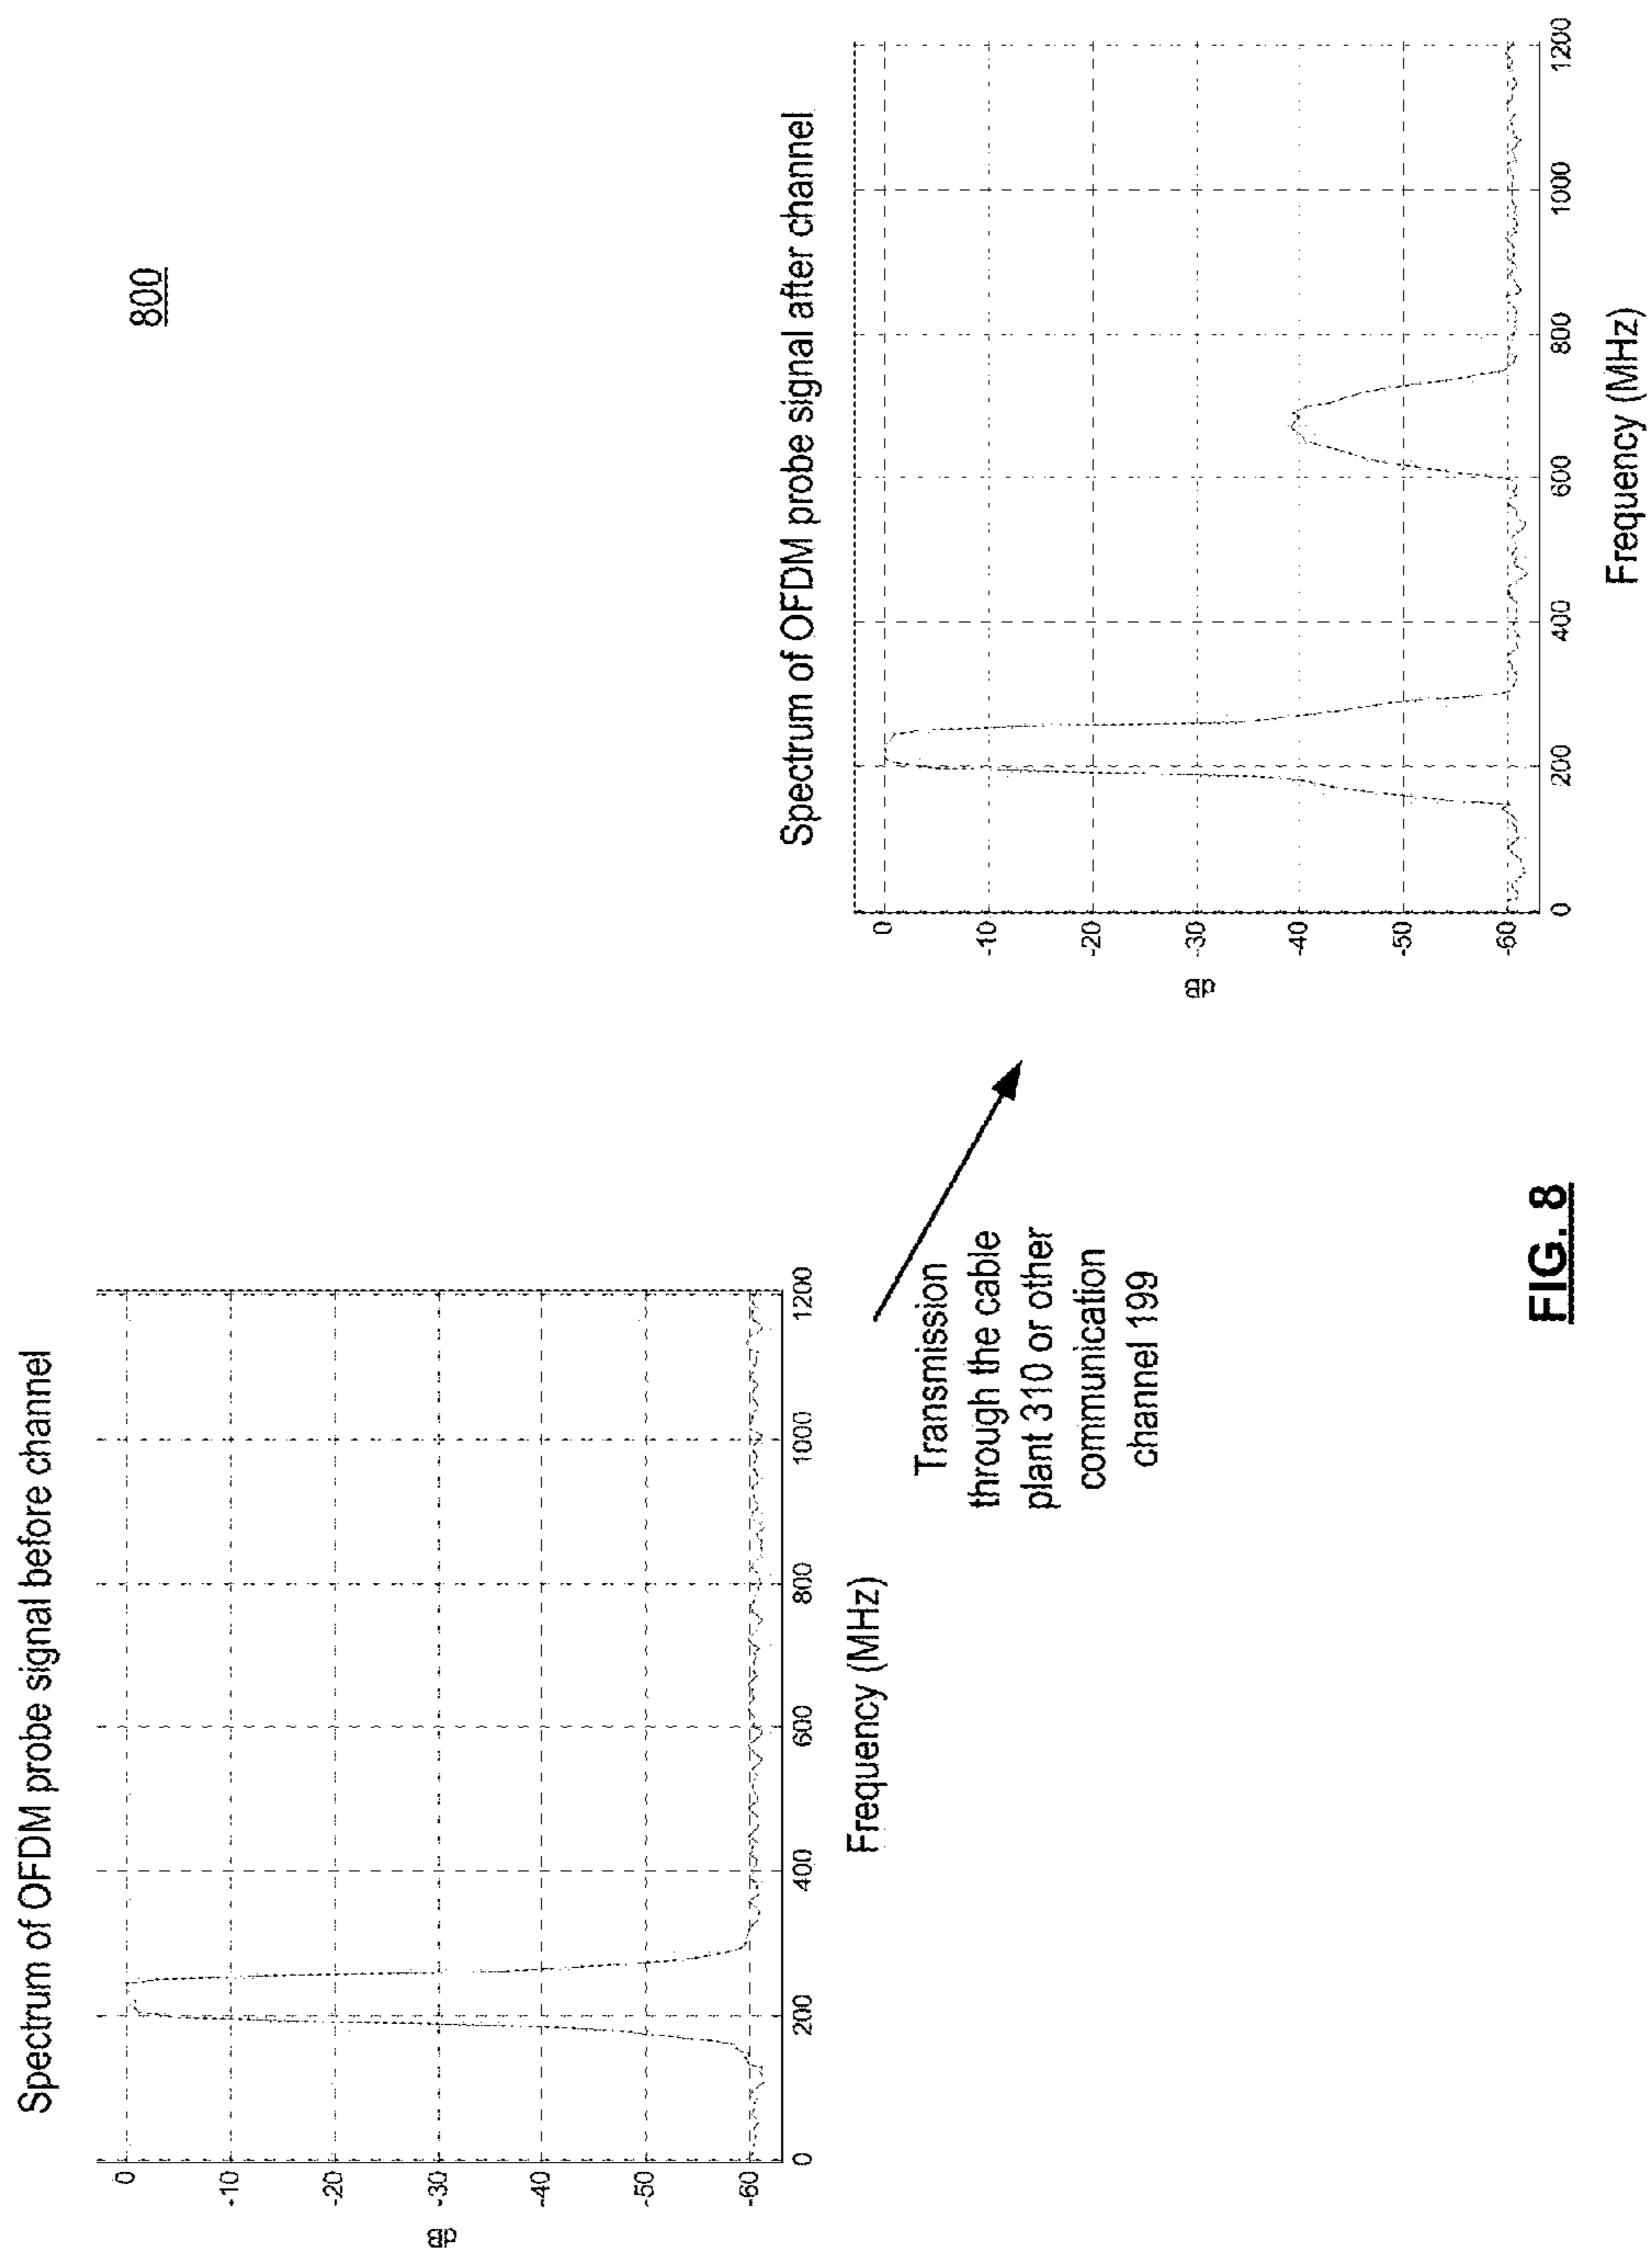 800
Spectrum of OFDM probe signal before channel
dB
0
-10
-20
-30
-40
-50
-60
0
200
400
600
800
1000
1200
Frequency (MHz)
Transmission
through the cable
plant 310 or other
communication
channel 199
Spectrum of OFDM probe signal after channel
dB
0
-10
-20
-30
-40
-50
-60
0
200
400
600
800
1000
1200
Frequency (MHz)
FIG. 8